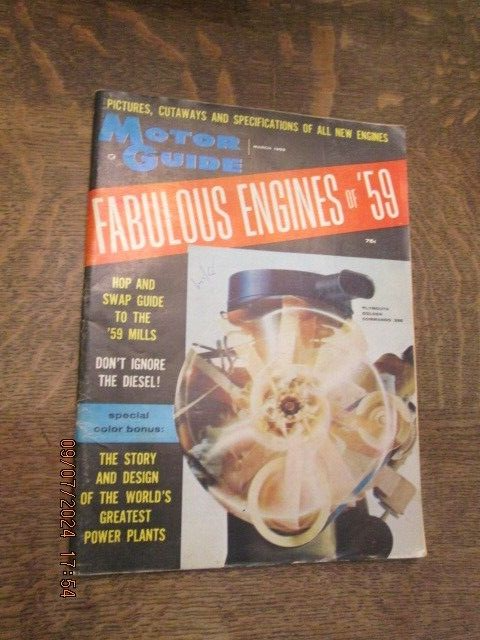 PICTURES, CUTAWAYS AND SPECIFICATIONS OF ALL NEW ENGINES
MOTOR
GUIDE
MARCH 1959
FABULOUS ENGINES OF '59
75¢
HOP AND
SWAP GUIDE
TO THE
'59 MILLS
PLYMOUTH
GOLDEN
COMMANDO 395
DON'T IGNORE
THE DIESEL!
special
color bonus:
THE STORY
AND DESIGN
OF THE WORLD'S
GREATEST
POWER PLANTS
09/07/2024 17:54